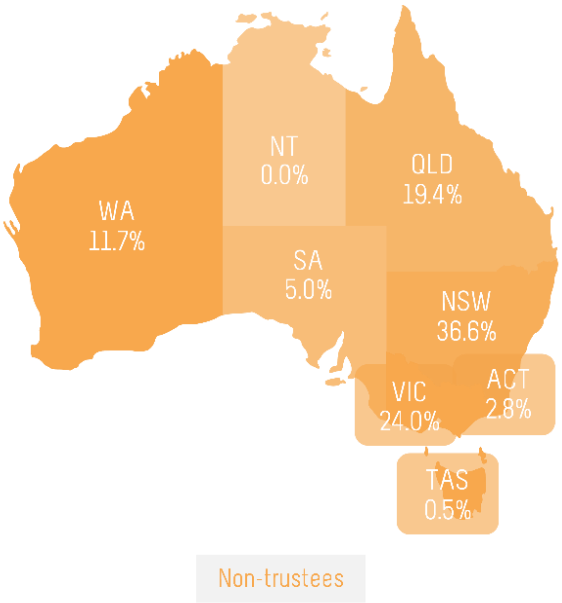 NT
0.0%
QLD
19.4%
WA
11.7%
SA
5.0%
NSW
36.6%
VIC
24.0%
ACT
2.8%
TAS
0.5%
Non-trustees